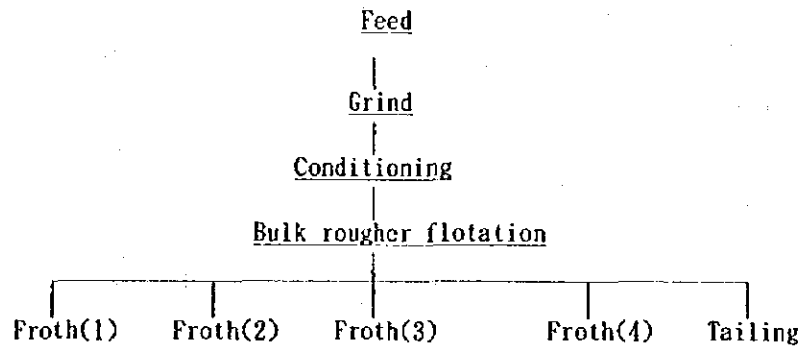 Feed
Grind
Conditioning
Bulk rougher flotation
Froth(1) Froth(2) Froth(3) Froth(4) Tailing